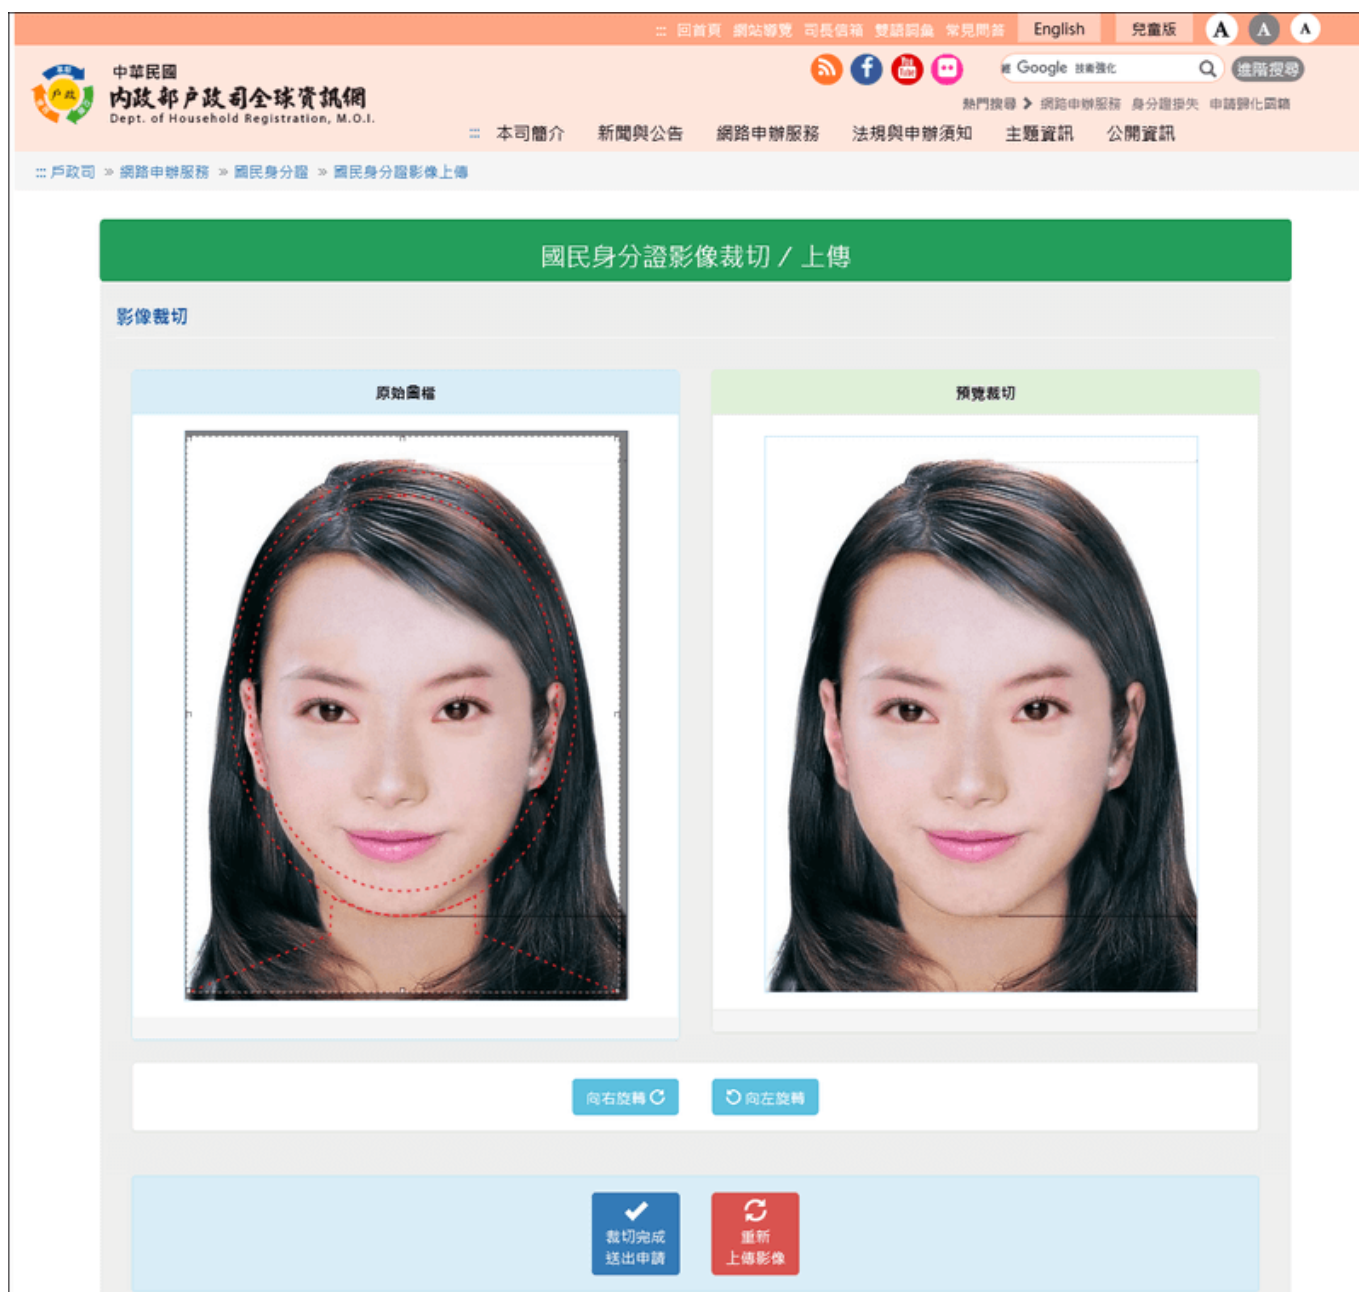 ::: 回首頁 網站導覽 司長信箱 雙語詞彙 常見問答 English 兒童版 A A A
中華民國
內政部戶政司全球資訊網
Dept. of Household Registration, M.O.I.
戶政
Google 技術強化 進階搜尋
熱門搜尋 網路申辦服務 身分證掛失 申請歸化國籍
::: 本司簡介 新聞與公告 網路申辦服務 法規與申辦須知 主題資訊 公開資訊
::: 戶政司 » 網路申辦服務 » 國民身分證 » 國民身分證影像上傳
國民身分證影像裁切 / 上傳
影像裁切
原始圖檔
預覽裁切
向右旋轉
向左旋轉
裁切完成
送出申請
重新
上傳影像